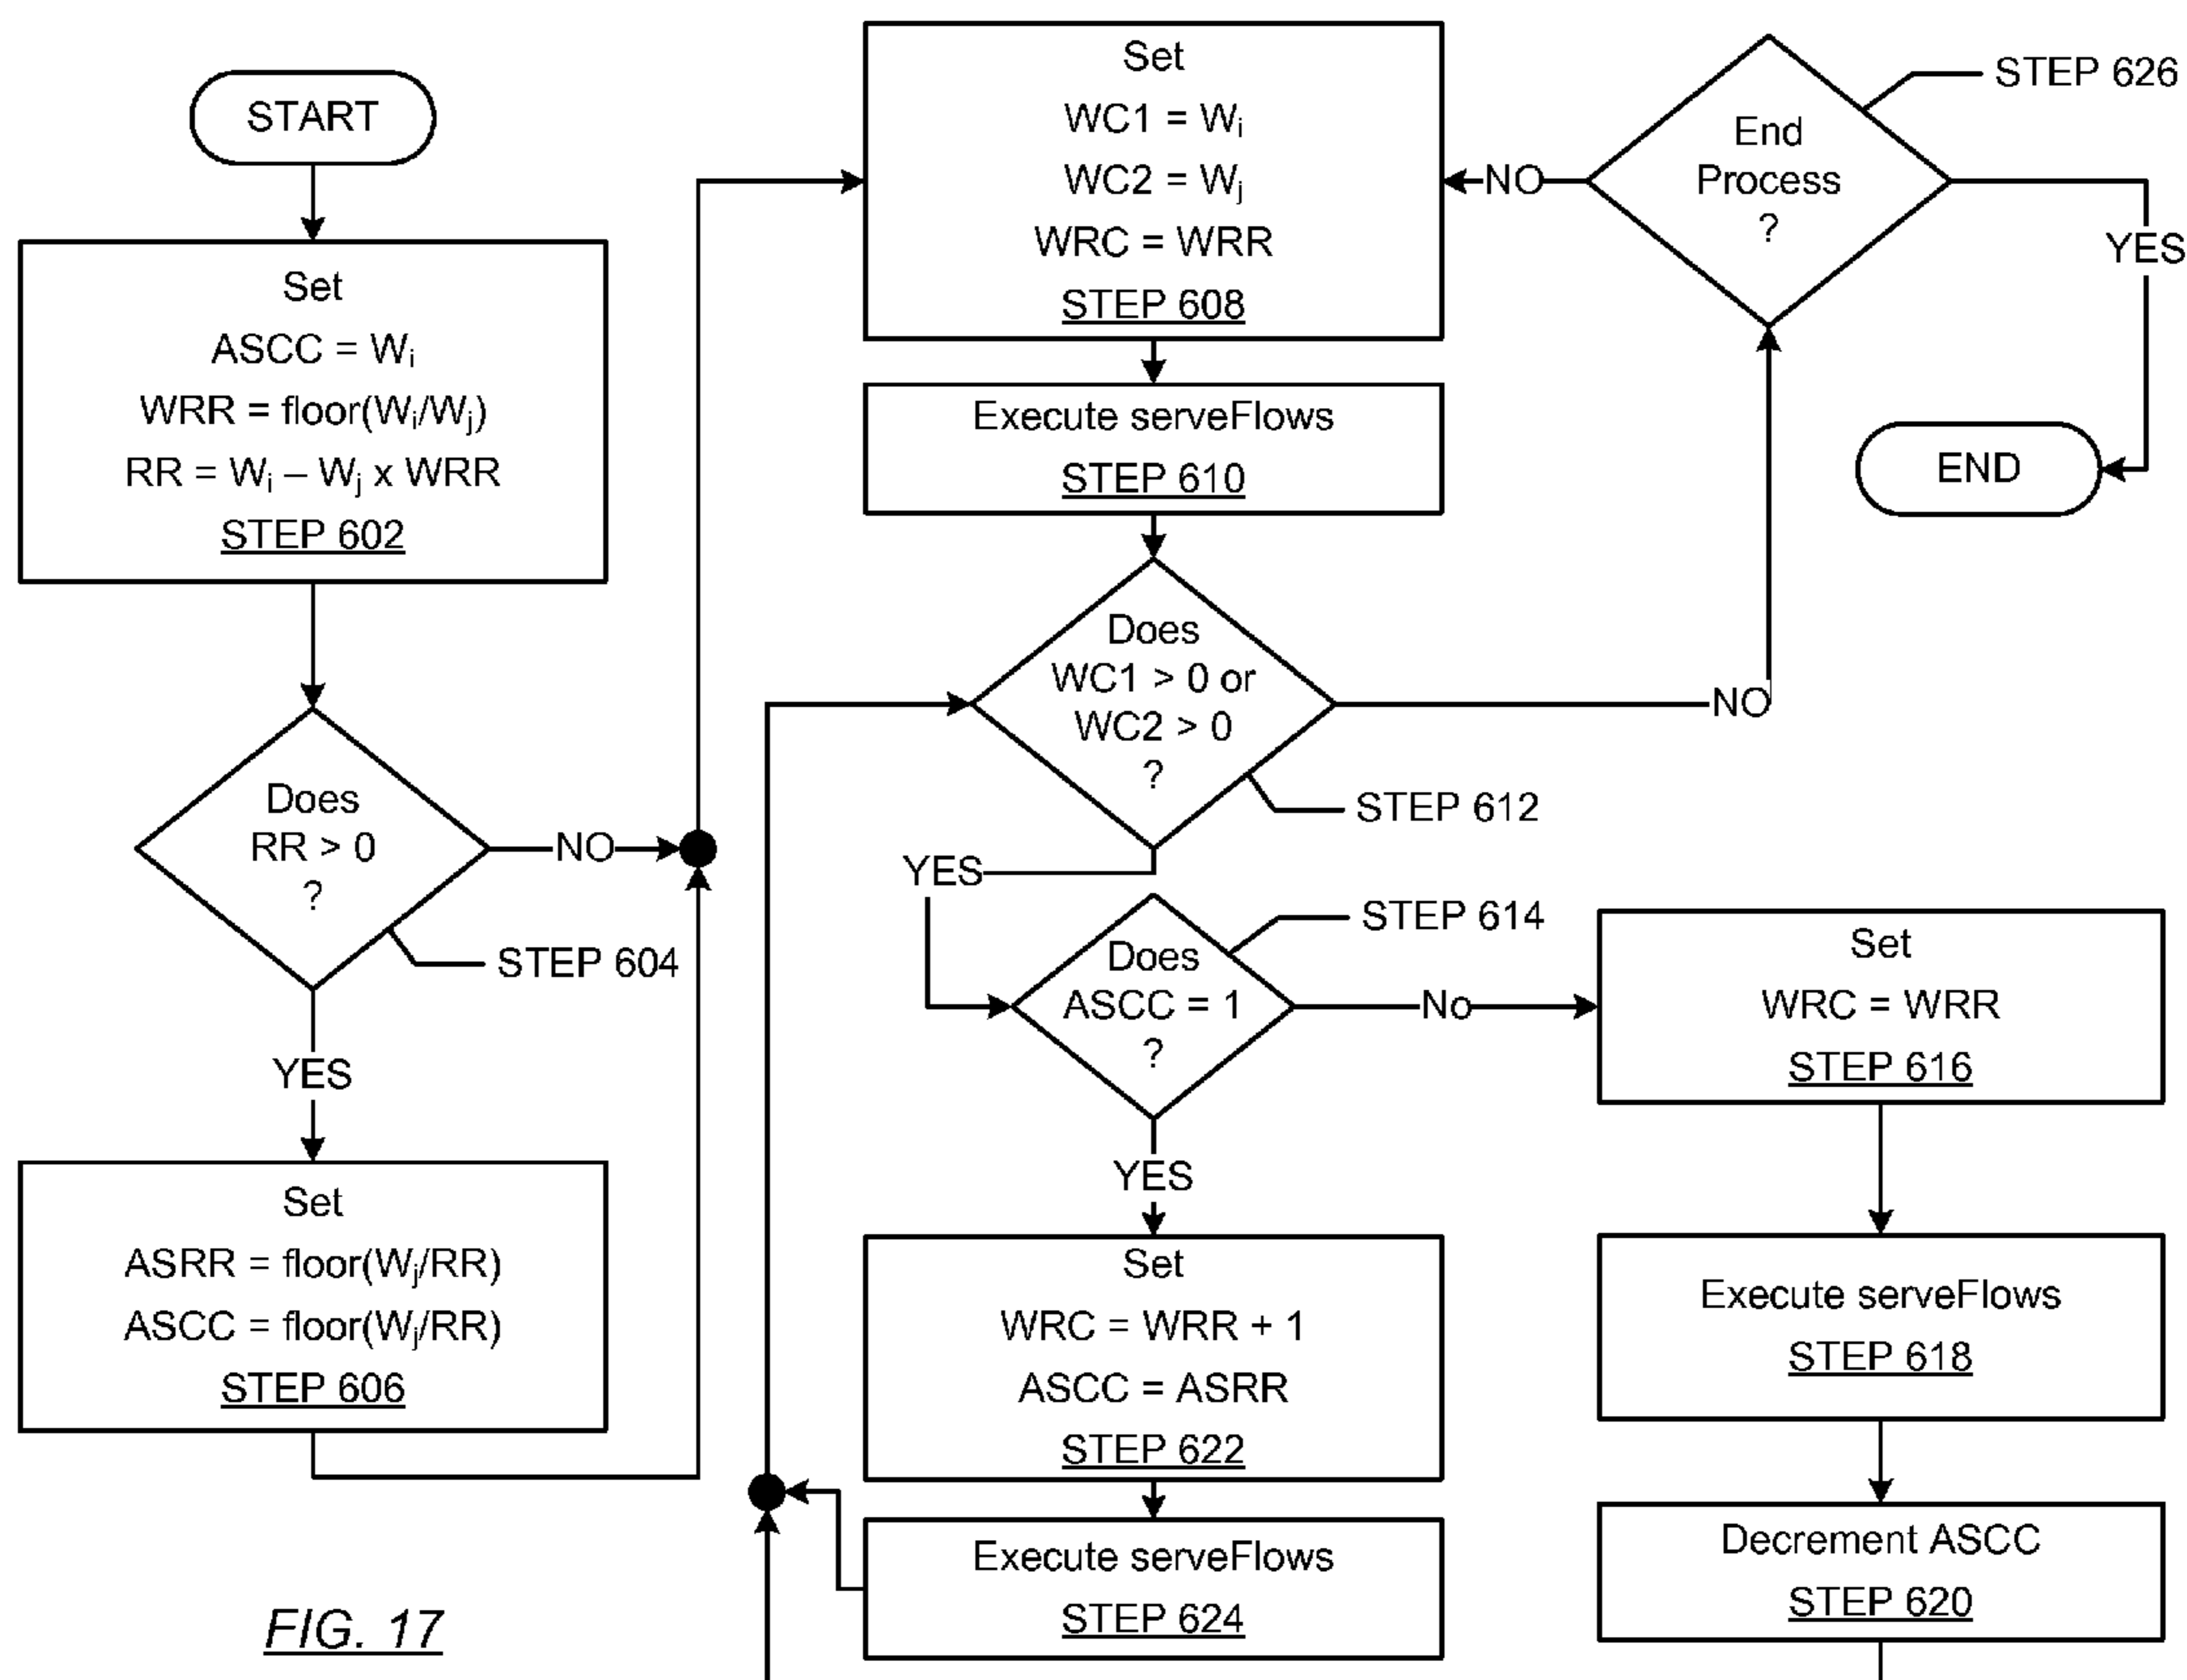 START
Set
ASCC = Wi
WRR = floor(Wi/Wj)
RR = Wi – Wj x WRR
STEP 602
Does
RR > 0
?
NO
STEP 604
YES
Set
ASRR = floor(Wj/RR)
ASCC = floor(Wj/RR)
STEP 606
Set
WC1 = Wi
WC2 = Wj
WRC = WRR
STEP 608
Execute serveFlows
STEP 610
Does
WC1 > 0 or
WC2 > 0
?
STEP 612
NO
YES
Does
ASCC = 1
?
STEP 614
No
YES
Set
WRC = WRR
STEP 616
Execute serveFlows
STEP 618
Decrement ASCC
STEP 620
Set
WRC = WRR + 1
ASCC = ASRR
STEP 622
Execute serveFlows
STEP 624
End
Process
?
STEP 626
NO
YES
END
FIG. 17